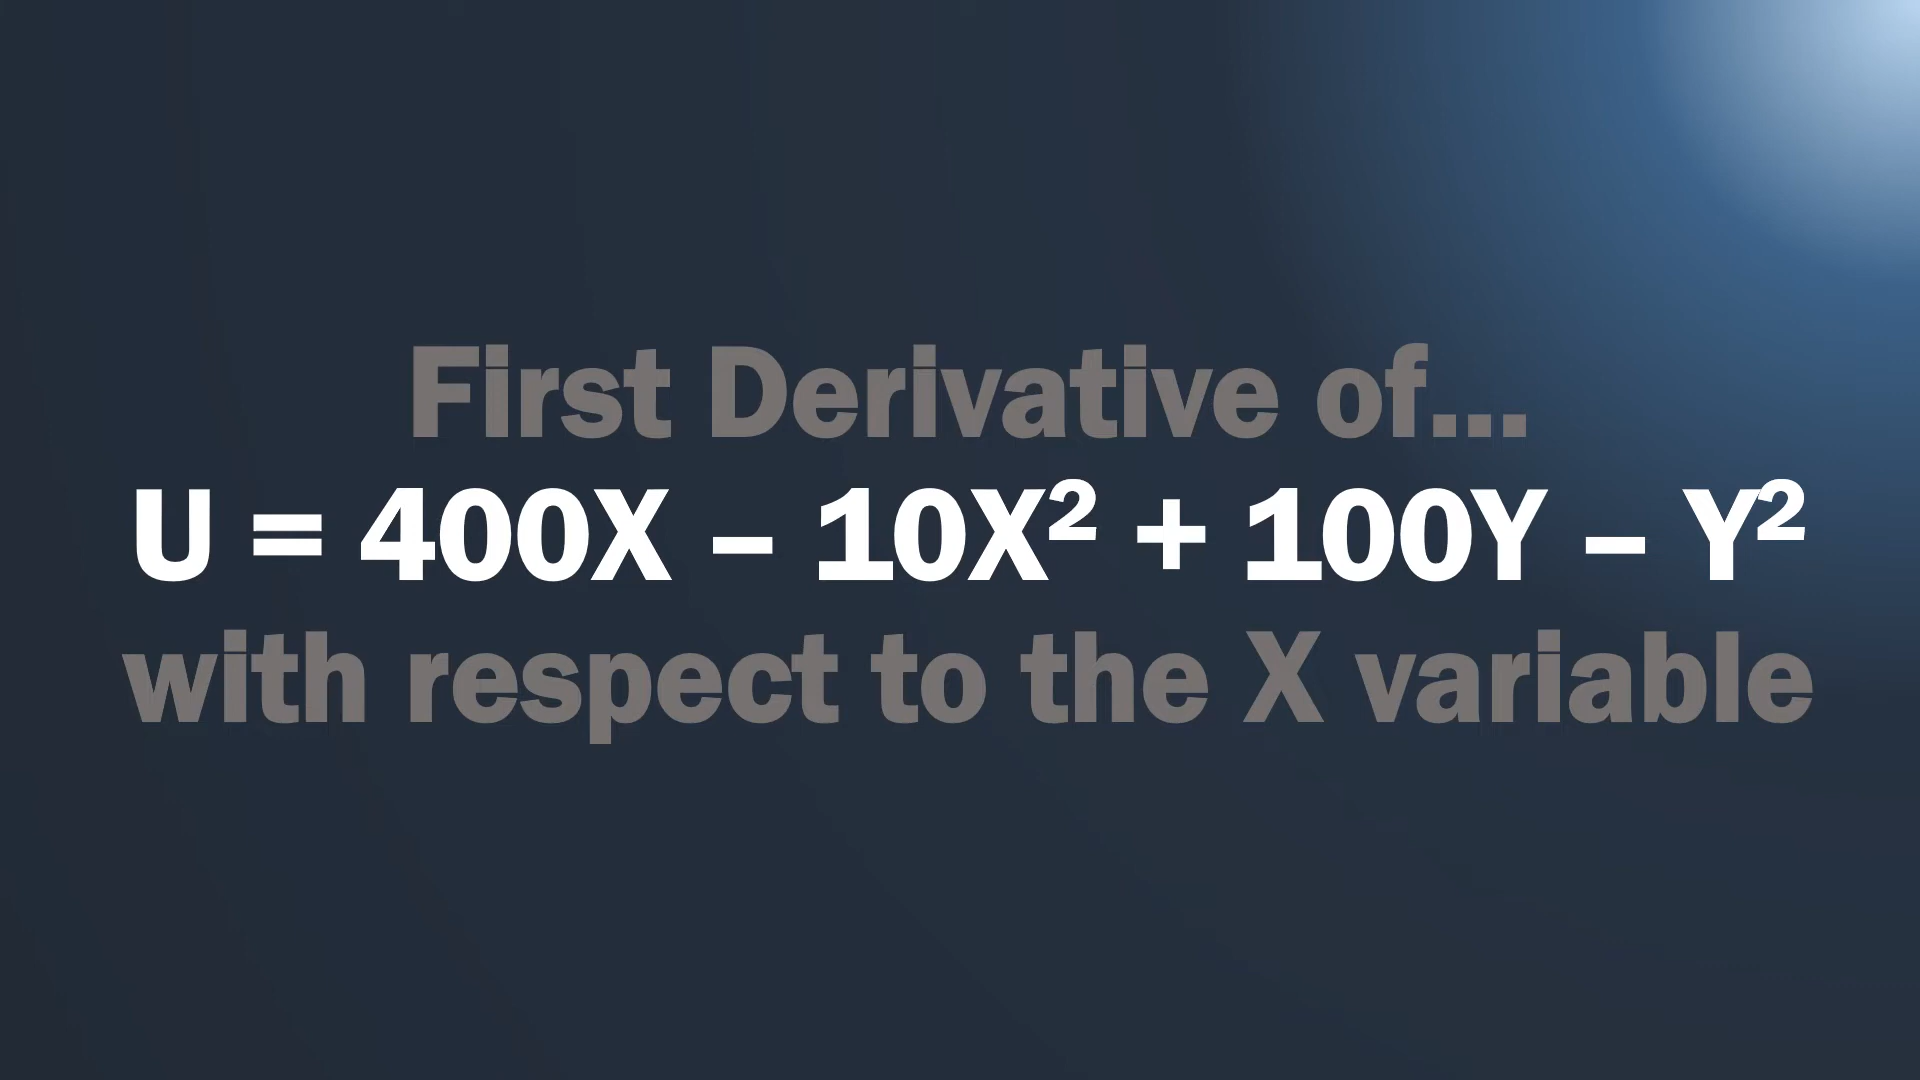 First Derivative of...
U = 400X – 10X² + 100Y – Y²
with respect to the X variable